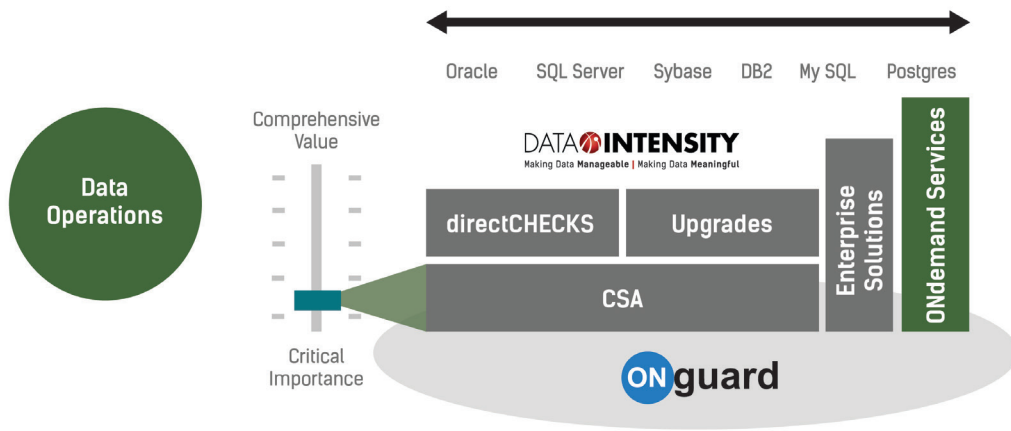 Oracle SQL Server Sybase DB2 My SQL Postgres
Comprehensive
Value
DATA INTENSITY
Making Data Manageable | Making Data Meaningful
Data
Operations
directCHECKS
Upgrades
Enterprise
Solutions
ONdemand Services
CSA
Critical
Importance
ONguard